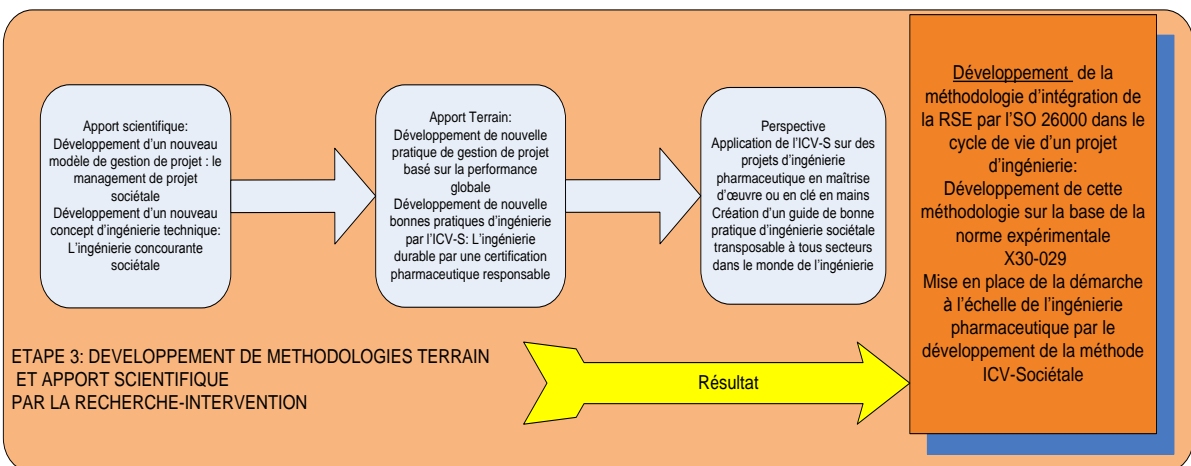 Apport scientifique:
Développement d'un nouveau
modèle de gestion de projet : le
management de projet
sociétale
Développement d'un nouveau
concept d'ingénierie technique:
L'ingénierie concourante
sociétale
Apport Terrain:
Développement de nouvelle
pratique de gestion de projet
basé sur la performance
globale
Développement de nouvelle
bonnes pratiques d'ingénierie
par l'ICV-S: L'ingénierie
durable par une certification
pharmaceutique responsable
Perspective
Application de l'ICV-S sur des
projets d'ingénierie
pharmaceutique en maîtrise
d'œuvre ou en clé en mains
Création d'un guide de bonne
pratique d'ingénierie sociétale
transposable à tous secteurs
dans le monde de l'ingénierie
Développement de la
méthodologie d'intégration de
la RSE par l'ISO 26000 dans le
cycle de vie d'un projet
d'ingénierie:
Développement de cette
méthodologie sur la base de la
norme expérimentale
X30-029
Mise en place de la démarche
à l'échelle de l'ingénierie
pharmaceutique par le
développement de la méthode
ICV-Sociétale
ETAPE 3: DEVELOPPEMENT DE METHODOLOGIES TERRAIN
ET APPORT SCIENTIFIQUE
PAR LA RECHERCHE-INTERVENTION
Résultat